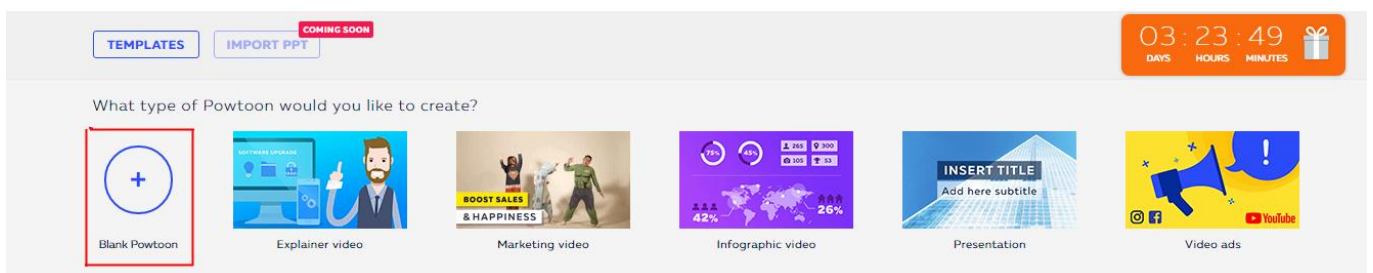 COMING SOON
TEMPLATES
IMPORT PPT
03 : 23 : 49
DAYS HOURS MINUTES
What type of Powtoon would you like to create?
SOFTWARE UPGRADE
BOOST SALES
& HAPPINESS
75%
45%
265
300
105
53
42%
26%
INSERT TITLE
Add here subtitle
!
YouTube
Blank Powtoon
Explainer video
Marketing video
Infographic video
Presentation
Video ads